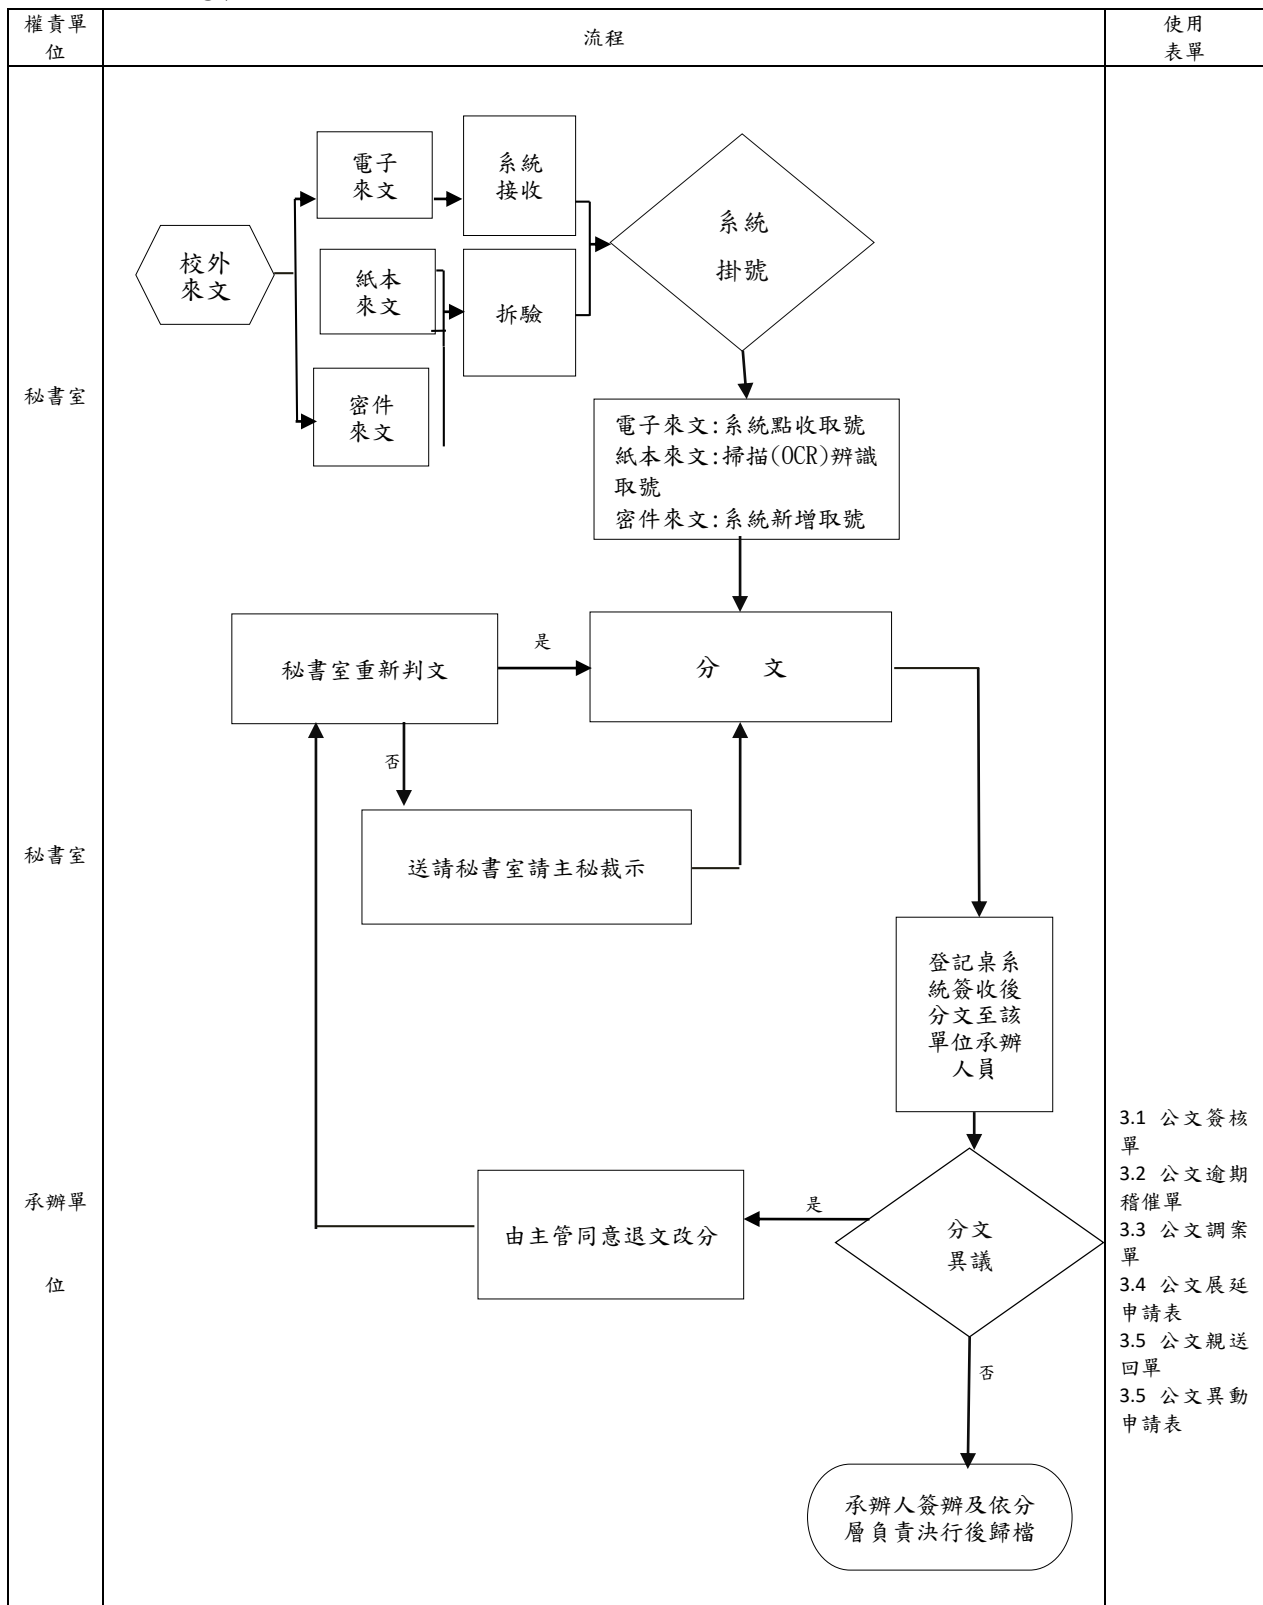 權責單
位
流程
使用
表單
電子
來文
系統
接收
系統
掛號
校外
來文
紙本
來文
拆驗
秘書室
密件
來文
電子來文:系統點收取號
紙本來文:掃描(OCR)辨識
取號
密件來文:系統新增取號
秘書室重新判文
是
分 文
否
秘書室
送請秘書室請主秘裁示
登記桌系
統簽收後
分文至該
單位承辦
人員
承辦單
位
由主管同意退文改分
是
分文
異議
否
承辦人簽辦及依分
層負責決行後歸檔
3.1 公文簽核
單
3.2 公文逾期
稽催單
3.3 公文調案
單
3.4 公文展延
申請表
3.5 公文親送
回單
3.5 公文異動
申請表